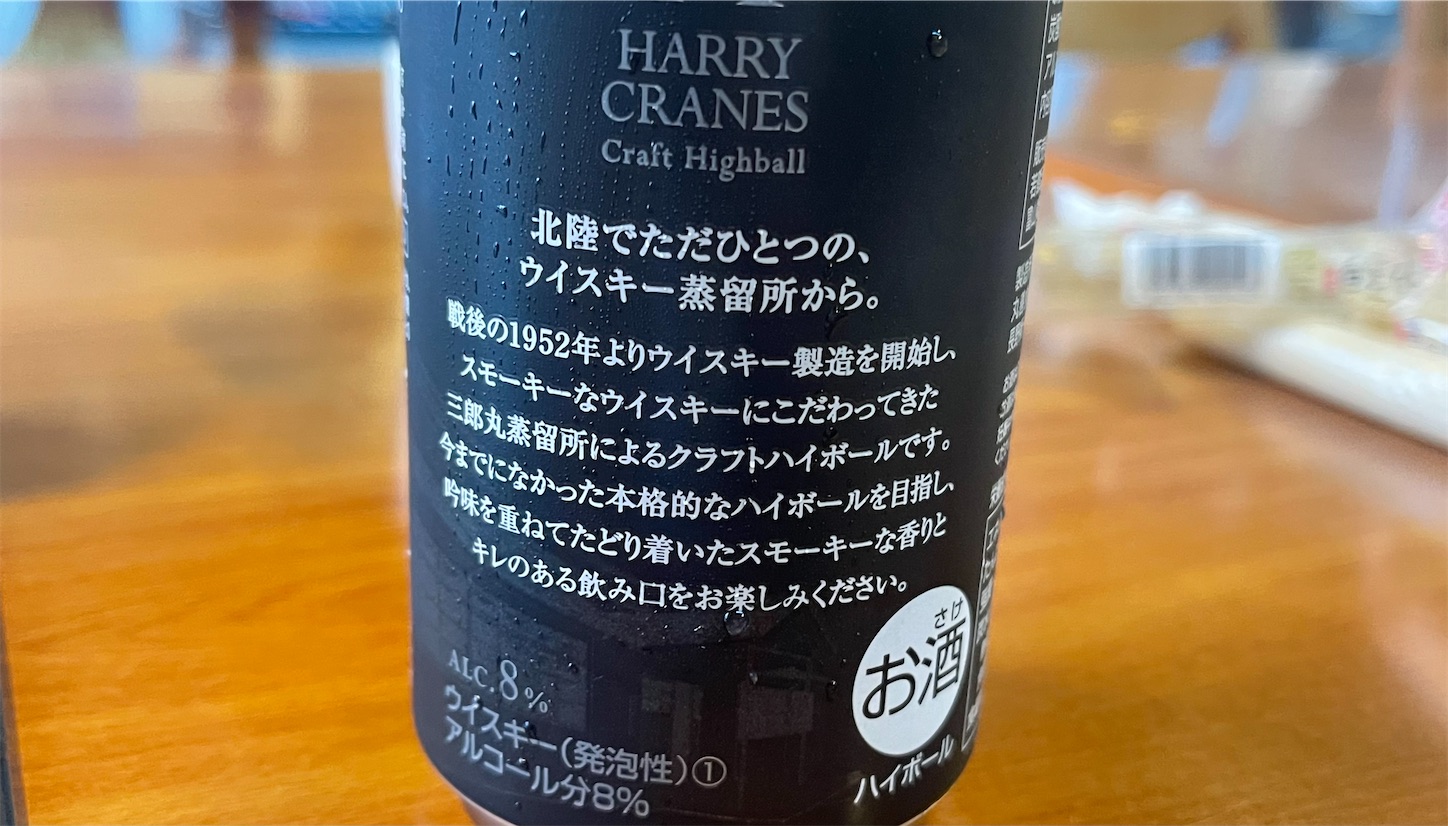 HARRY
CRANES
Craft Highball
北陸でただひとつの、
ウイスキー蒸留所から。
戦後の1952年よりウイスキー製造を開始し、
スモーキーなウイスキーにこだわってきた
三郎丸蒸留所によるクラフトハイボールです。
今までになかった本格的なハイボールを目指し、
吟味を重ねてたどり着いたスモーキーな香りと
キレのある飲み口をお楽しみください。
ALC.8%
ウイスキー(発泡性)①
アルコール分8%
さけ
お酒
ハイボール